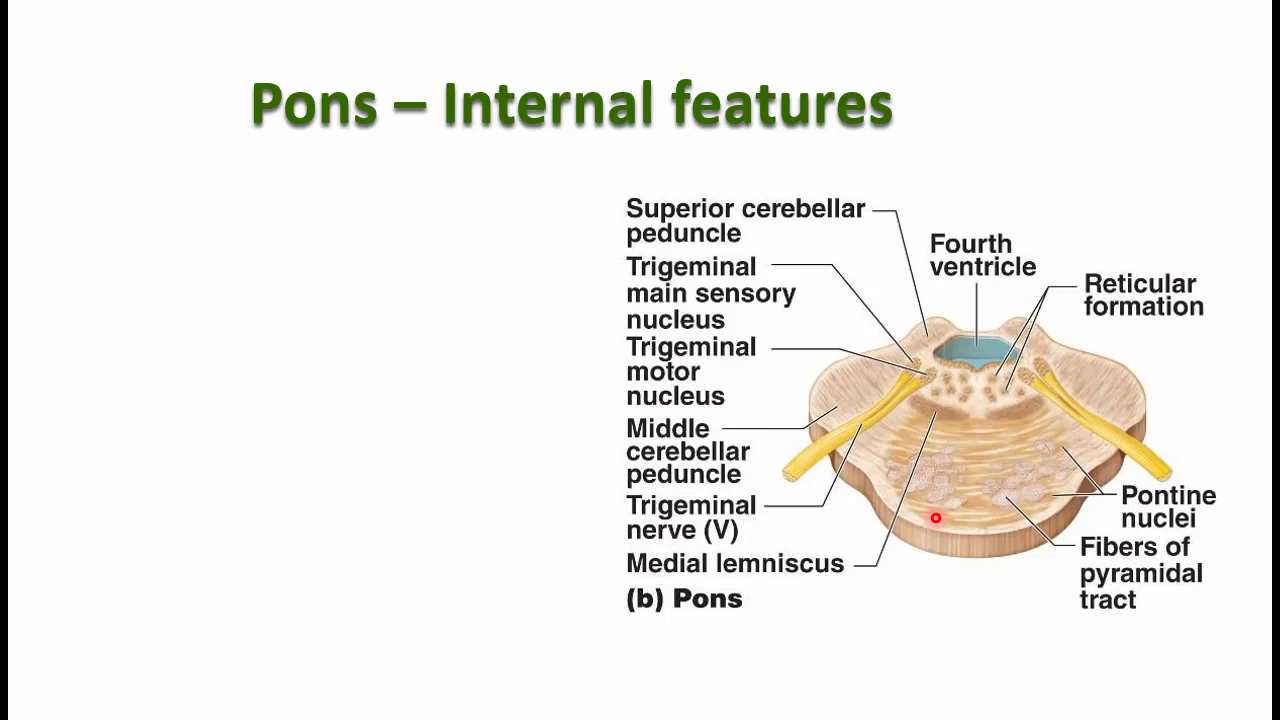 Pons – Internal features
Superior cerebellar
peduncle
Trigeminal
main sensory
nucleus
Trigeminal
motor
nucleus
Middle
cerebellar
peduncle
Trigeminal
nerve (V)
Medial lemniscus
(b) Pons
Fourth
ventricle
Reticular
formation
Pontine
nuclei
Fibers of
pyramidal
tract